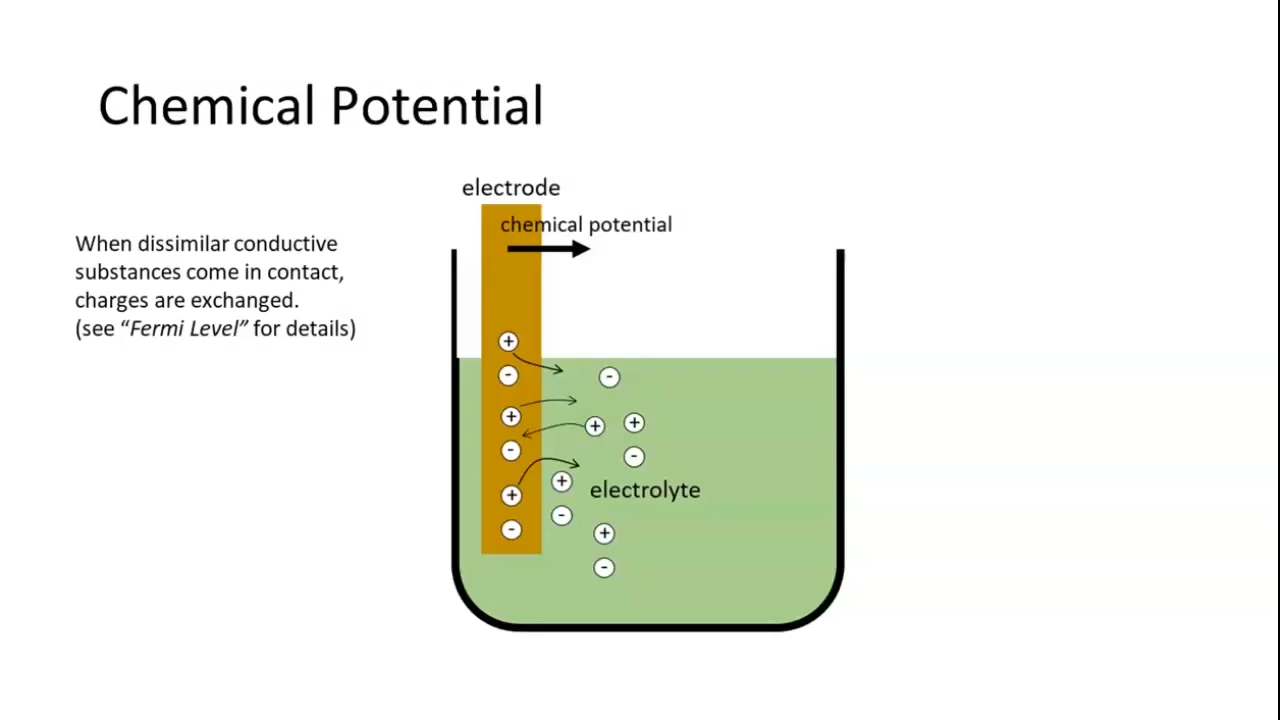 Chemical Potential
electrode
chemical potential
When dissimilar conductive
substances come in contact,
charges are exchanged.
(see “Fermi Level” for details)
+
-
-
+
+
+
-
-
+
electrolyte
+
-
-
+
-